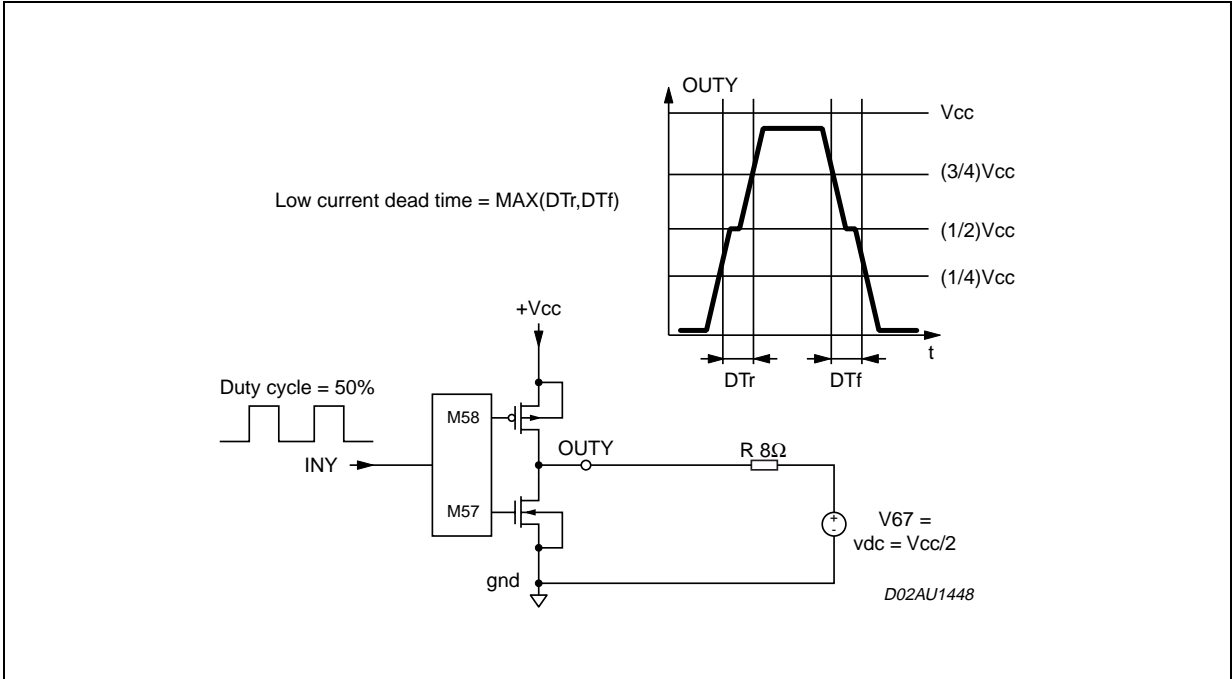 OUTY
Vcc
(3/4)Vcc
Low current dead time = MAX(DTr,DTf)
(1/2)Vcc
(1/4)Vcc
+Vcc
t
DTr
DTf
Duty cycle = 50%
M58
OUTY
R 8Ω
INY
M57
+
-
V67 =
vdc = Vcc/2
gnd
D02AU1448